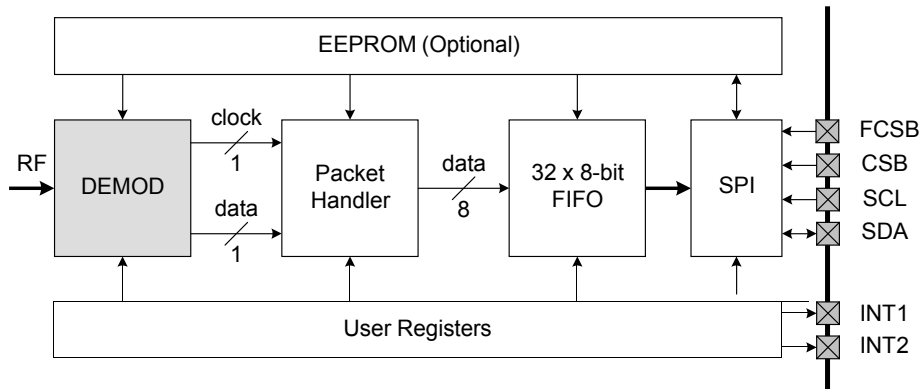 EEPROM (Optional)
RF
DEMOD
clock
1
data
1
Packet
Handler
data
8
32 x 8-bit
FIFO
SPI
FCSB
CSB
SCL
SDA
User Registers
INT1
INT2